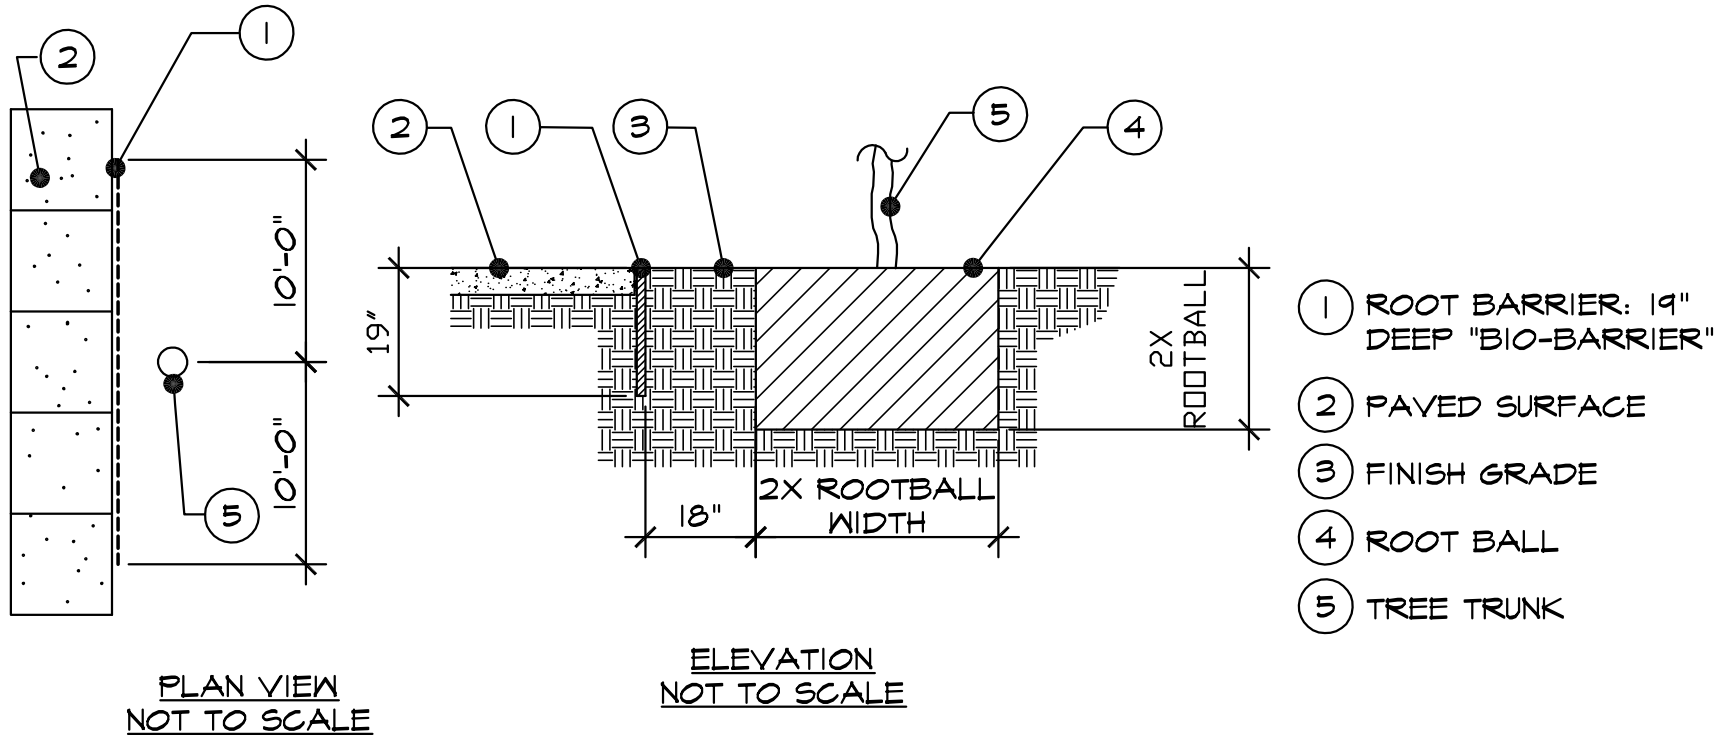 2
1
10'-0"
10'-0"
5
PLAN VIEW
NOT TO SCALE
2
1
3
5
4
19"
2X
ROOTBALL
18"
2X ROOTBALL
WIDTH
ELEVATION
NOT TO SCALE
1 ROOT BARRIER: 19"
DEEP "BIO-BARRIER"
2 PAVED SURFACE
3 FINISH GRADE
4 ROOT BALL
5 TREE TRUNK